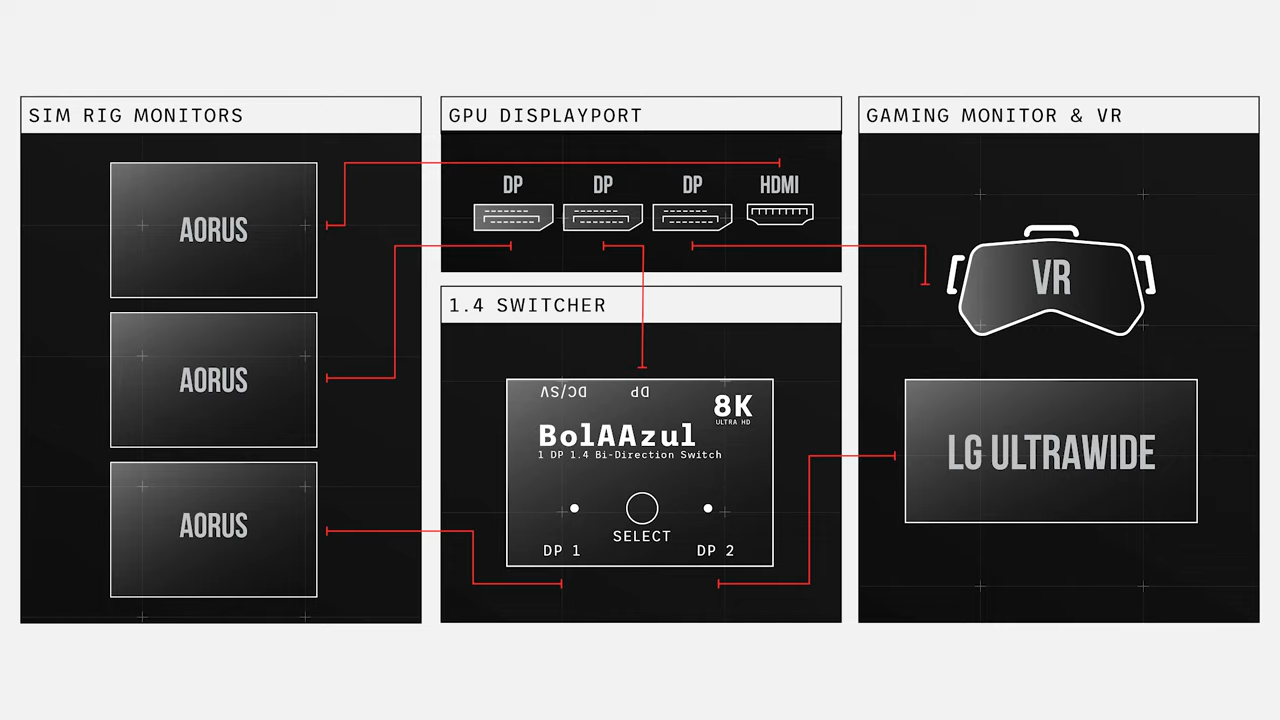 SIM RIG MONITORS
AORUS
AORUS
AORUS
GPU DISPLAYPORT
DP
DP
DP
HDMI
1.4 SWITCHER
DC/5V
DP
8K
ULTRA HD
BolAAzul
1 DP 1.4 Bi-Direction Switch
SELECT
DP 1
DP 2
GAMING MONITOR & VR
VR
LG ULTRAWIDE